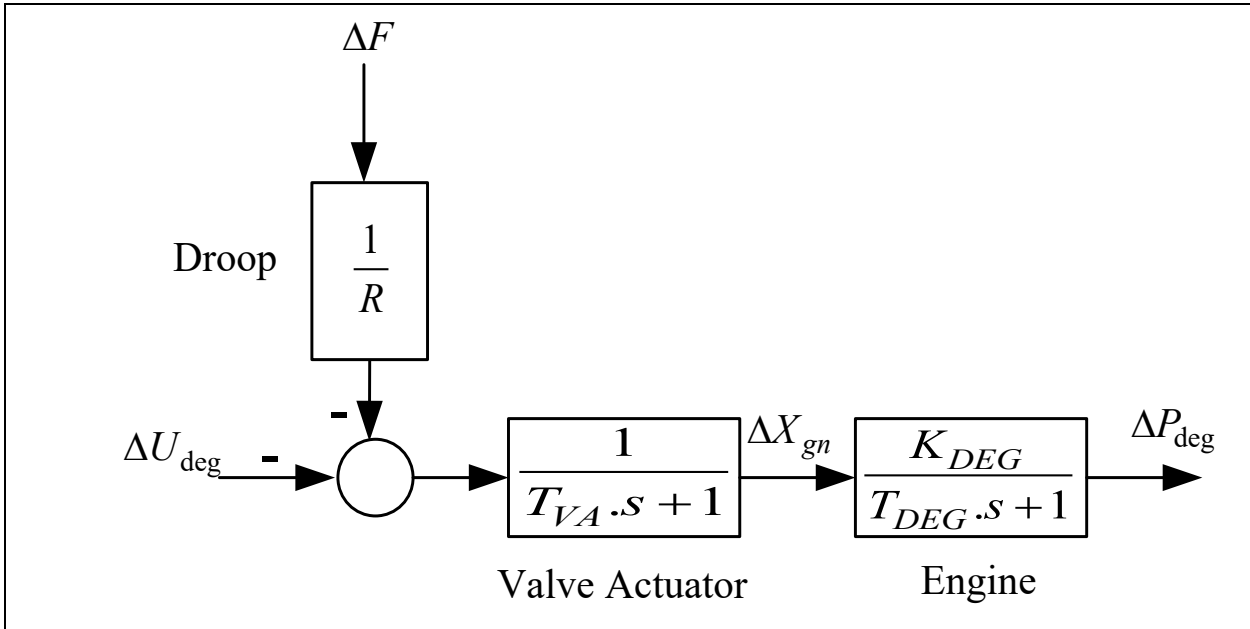 ΔF
Droop
1
R
-
ΔU_deg
-
1
T_VA.s + 1
ΔX_gn
K_DEG
T_DEG.s + 1
ΔP_deg
Valve Actuator
Engine